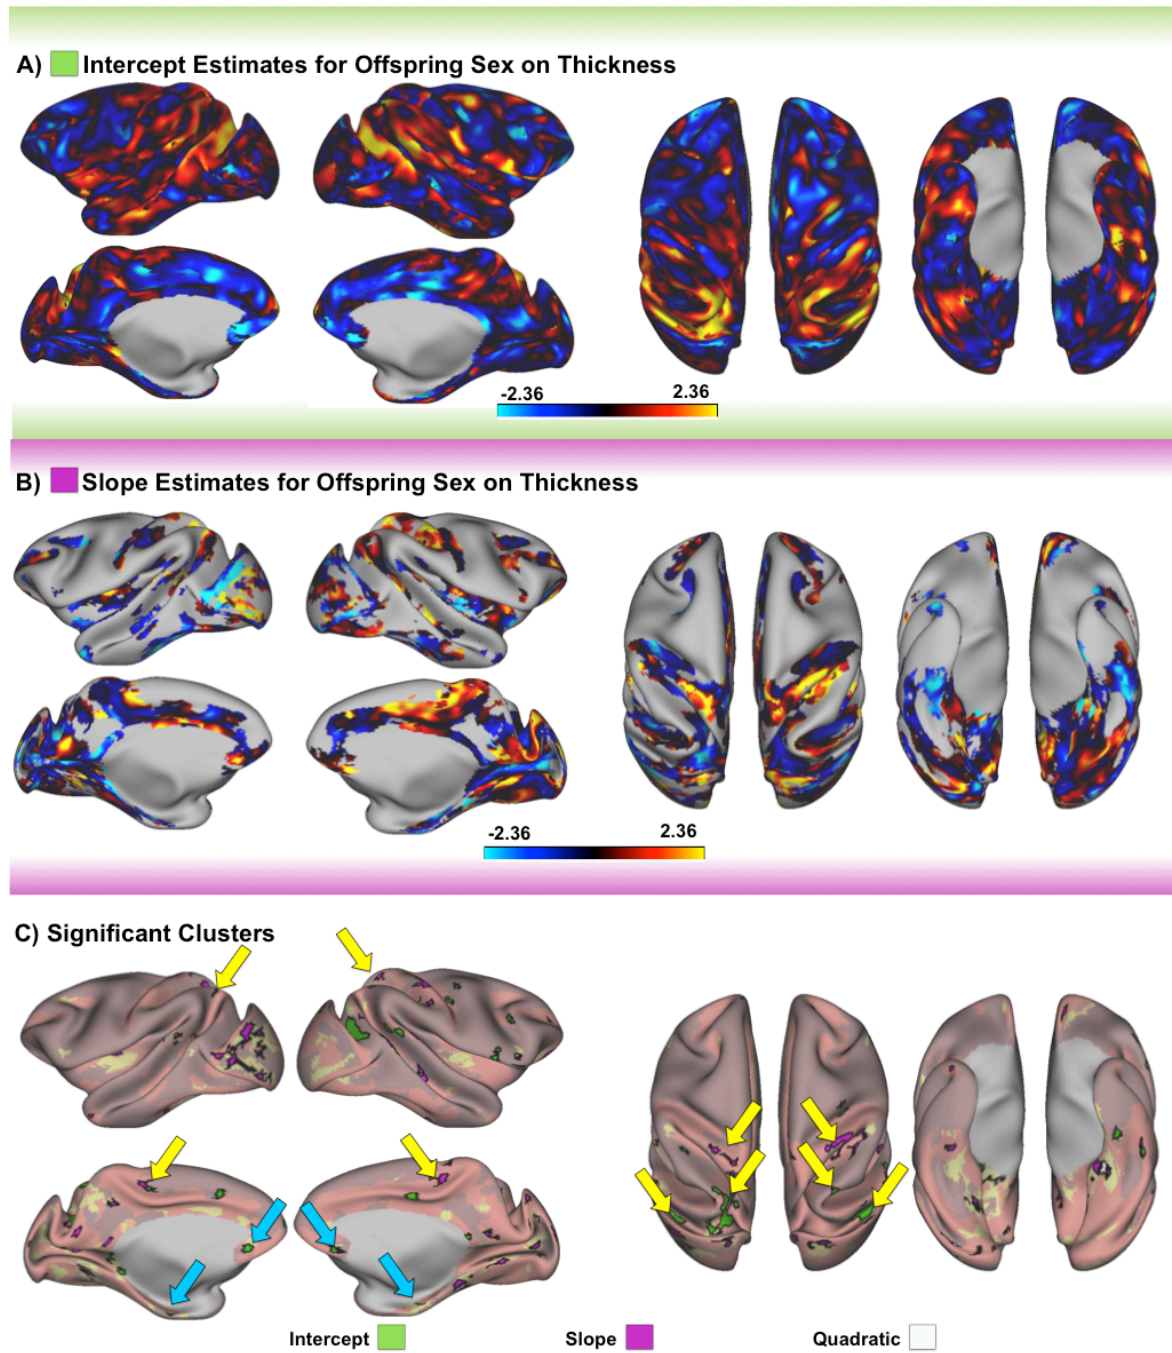 A) Intercept Estimates for Offspring Sex on Thickness
-2.36 2.36
B) Slope Estimates for Offspring Sex on Thickness
-2.36 2.36
C) Significant Clusters
Intercept Slope Quadratic